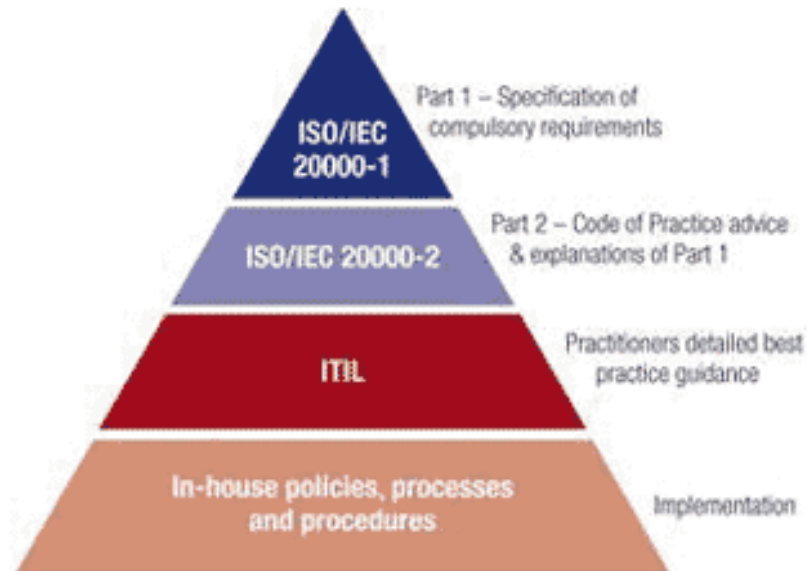 Part 1 – Specification of
compulsory requirements
ISO/IEC
20000-1
Part 2 – Code of Practice advice
& explanations of Part 1
ISO/IEC 20000-2
Practitioners detailed best
practice guidance
ITIL
In-house policies, processes
and procedures
Implementation